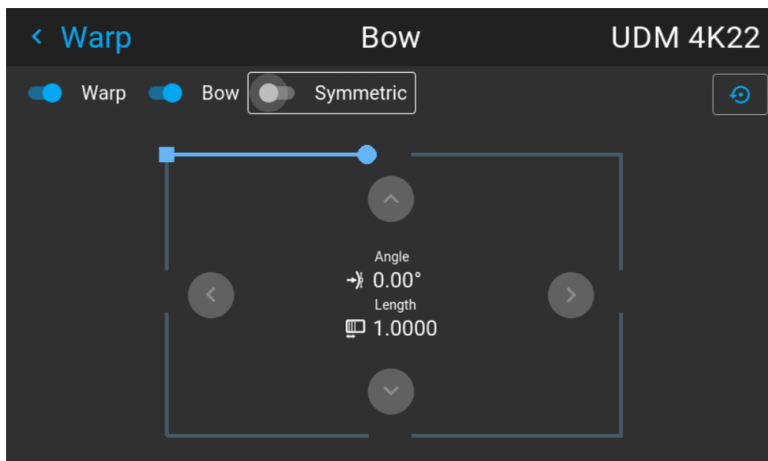 Warp Bow UDM 4K22
Warp Bow Symmetric
Angle
0.00°
Length
1.0000